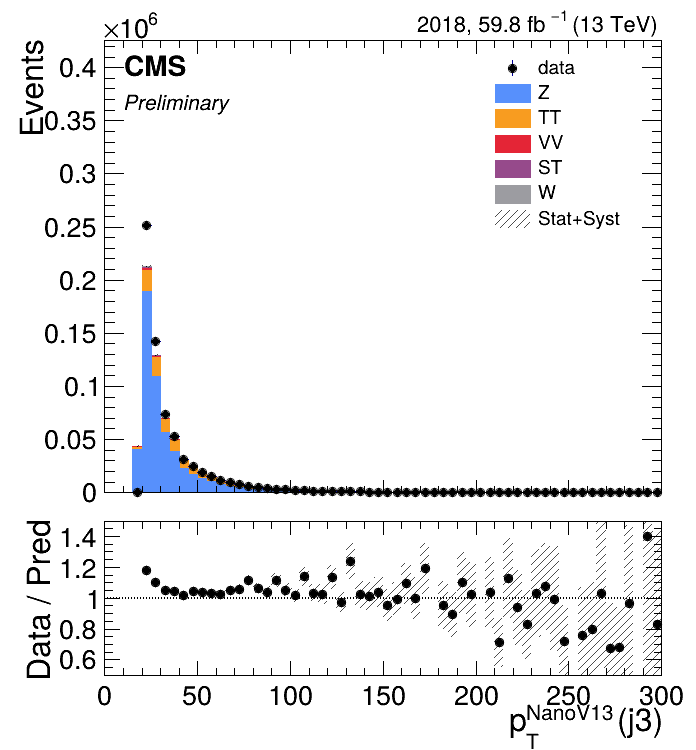 ×10⁶
2018, 59.8 fb⁻¹ (13 TeV)
CMS
Preliminary
data
Z
TT
VV
ST
W
Stat+Syst
Events
0.4
0.35
0.3
0.25
0.2
0.15
0.1
0.05
0
Data / Pred
1.4
1.2
1
0.8
0.6
0 50 100 150 200 250 300
p_T^NanoV13 (j3)